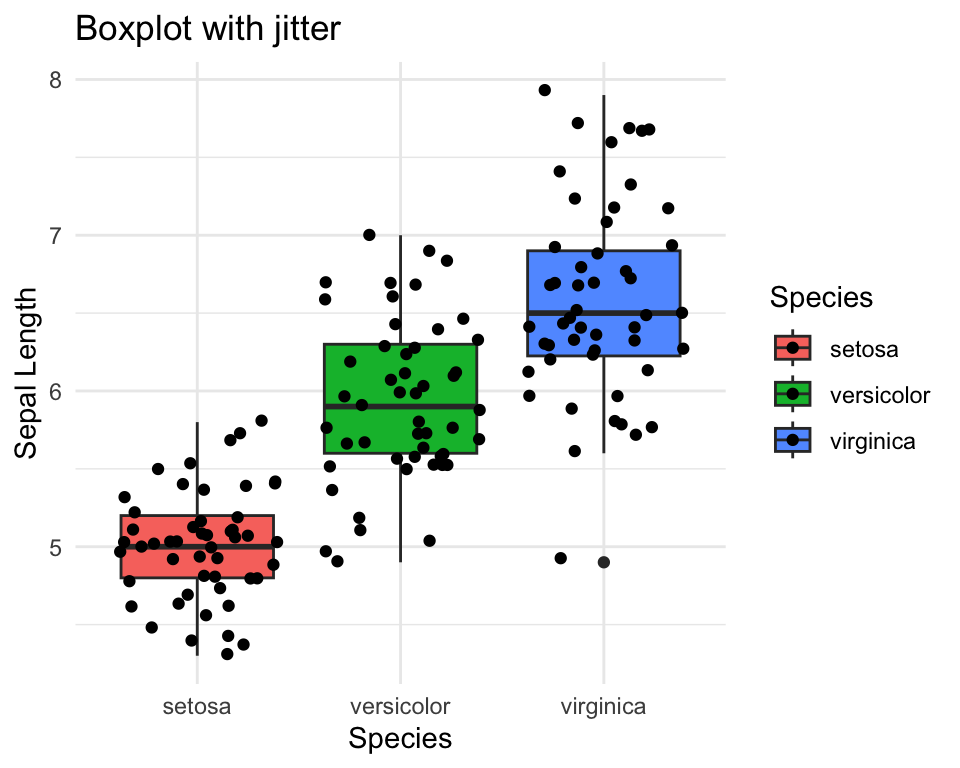 Boxplot with jitter
8
7
6
5
Sepal Length
setosa versicolor virginica
Species
Species
setosa
versicolor
virginica